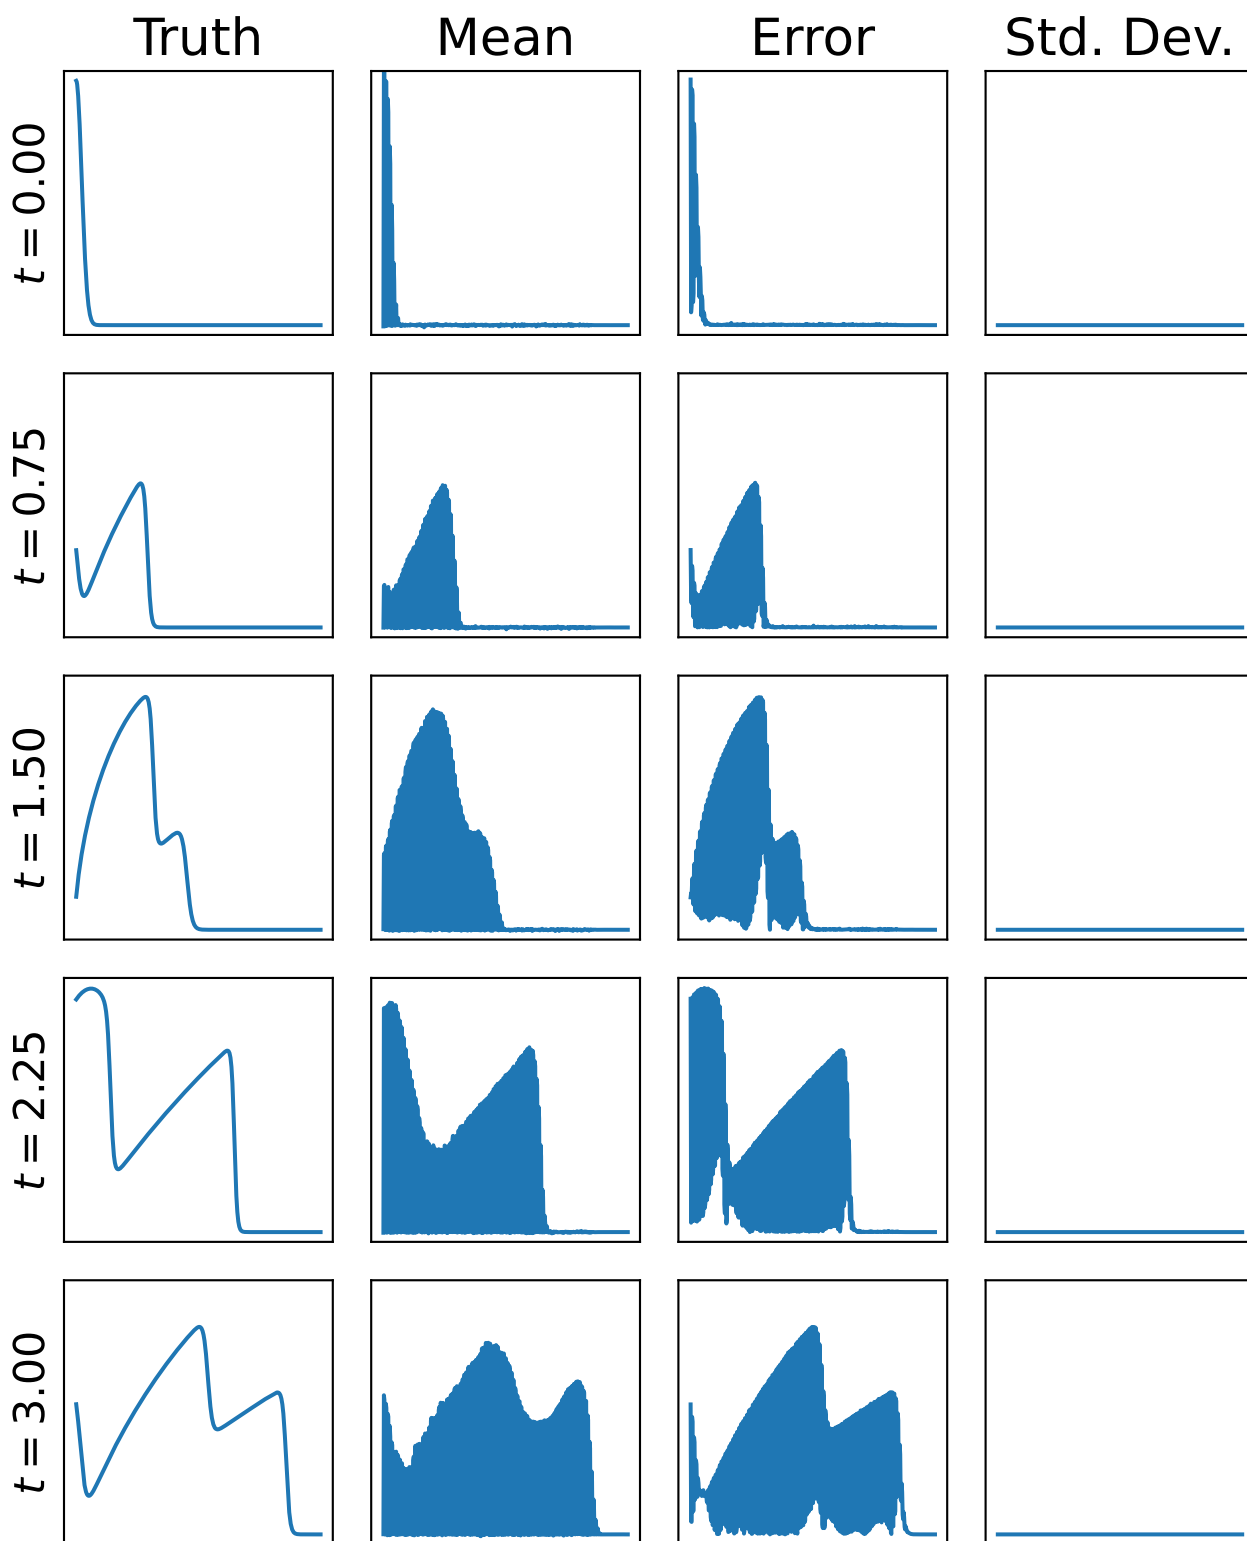 Truth Mean Error Std. Dev.
t = 0.00
t = 0.75
t = 1.50
t = 2.25
t = 3.00